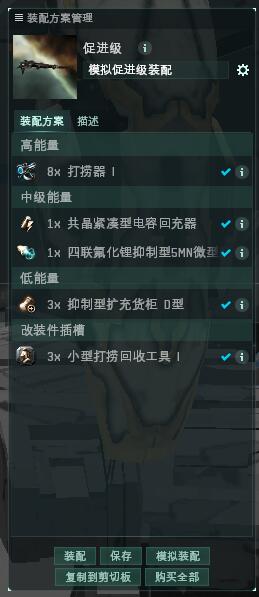 装配方案管理
促进级
模拟促进级装配
装配方案 描述
高能量
8x 打捞器 I
中级能量
1x 共晶紧凑型电容回充器
1x 四联氟化锂抑制型5MN微型
低能量
3x 抑制型扩充货柜 O型
改装件插槽
3x 小型打捞回收工具 I
装配 保存 模拟装配
复制到剪切板 购买全部